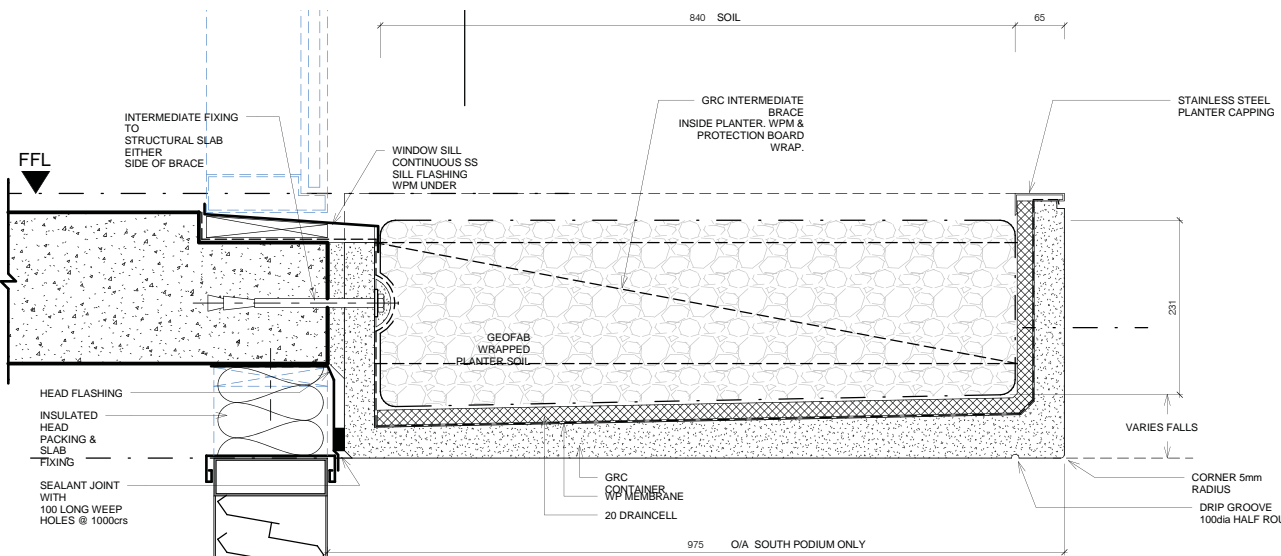 840 SOIL
65
GRC INTERMEDIATE
BRACE
INSIDE PLANTER. WPM &
PROTECTION BOARD
WRAP.
STAINLESS STEEL
PLANTER CAPPING
INTERMEDIATE FIXING
TO
STRUCTURAL SLAB
EITHER
SIDE OF BRACE
WINDOW SILL
CONTINUOUS SS
SILL FLASHING
WPM UNDER
FFL
231
GEOFAB
WRAPPED
PLANTER SOIL
HEAD FLASHING
INSULATED
HEAD
PACKING &
SLAB
FIXING
VARIES FALLS
SEALANT JOINT
WITH
100 LONG WEEP
HOLES @ 1000crs
GRC
CONTAINER
WP MEMBRANE
20 DRAINCELL
CORNER 5mm
RADIUS
DRIP GROOVE
100dia HALF ROU
975 O/A SOUTH PODIUM ONLY